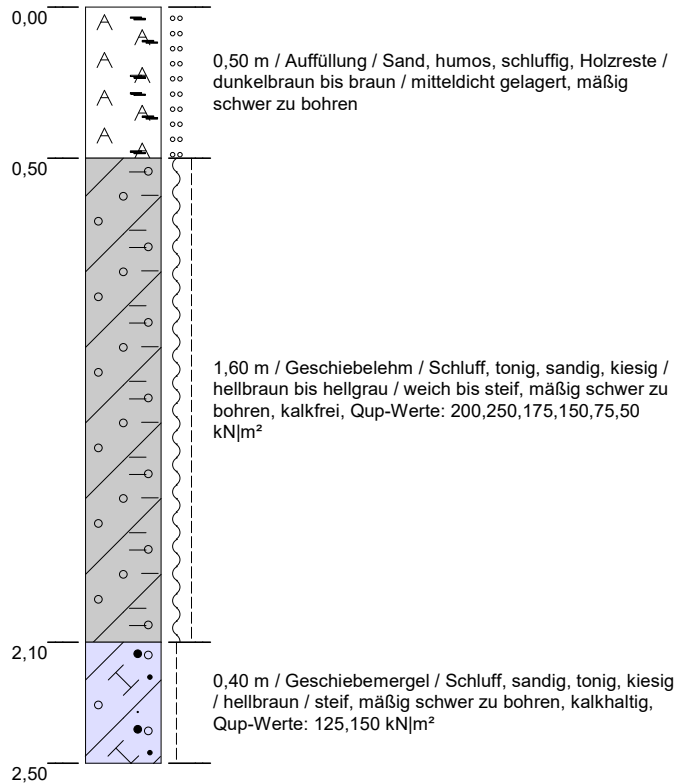 0,00
0,50 m / Auffüllung / Sand, humos, schluffig, Holzreste /
dunkelbraun bis braun / mitteldicht gelagert, mäßig
schwer zu bohren
0,50
1,60 m / Geschiebelehm / Schluff, tonig, sandig, kiesig /
hellbraun bis hellgrau / weich bis steif, mäßig schwer zu
bohren, kalkfrei, Qup-Werte: 200,250,175,150,75,50
kN|m²
2,10
0,40 m / Geschiebemergel / Schluff, sandig, tonig, kiesig
/ hellbraun / steif, mäßig schwer zu bohren, kalkhaltig,
Qup-Werte: 125,150 kN|m²
2,50